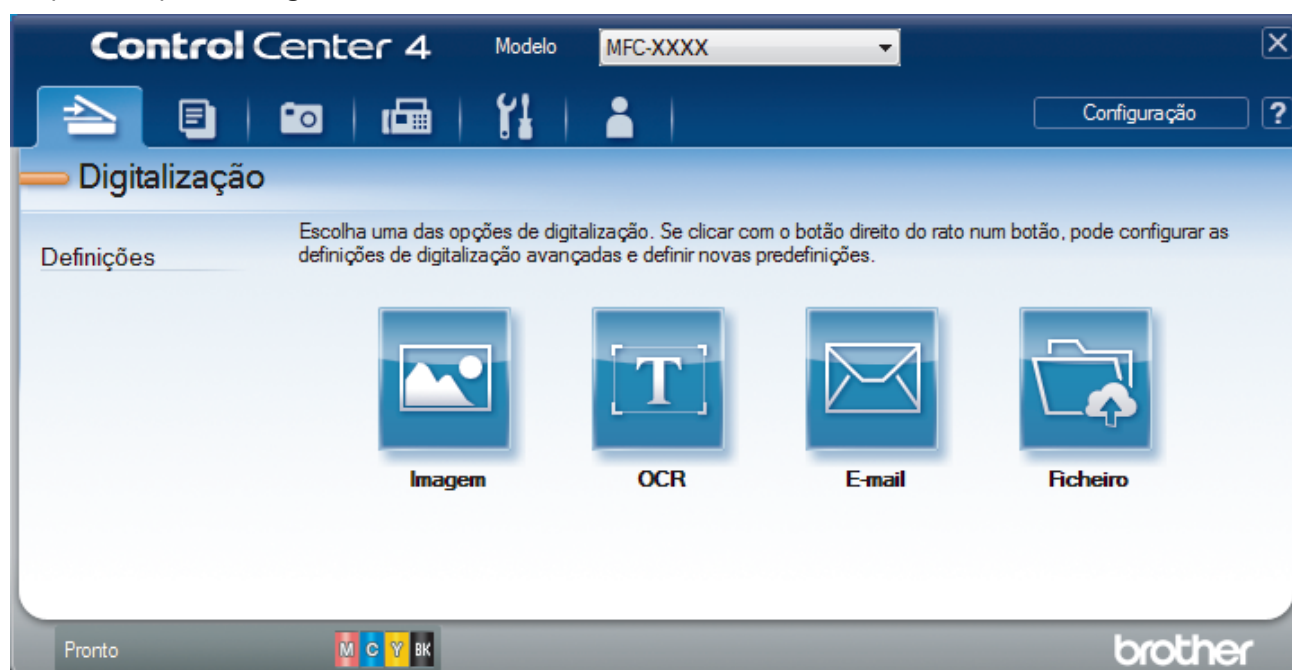 Control Center 4 Modelo MFC-XXXX
Configuração ?
Digitalização
Definições
Escolha uma das opções de digitalização. Se clicar com o botão direito do rato num botão, pode configurar as
definições de digitalização avançadas e definir novas predefinições.
T
Imagem OCR E-mail Ficheiro
Pronto M C Y BK brother